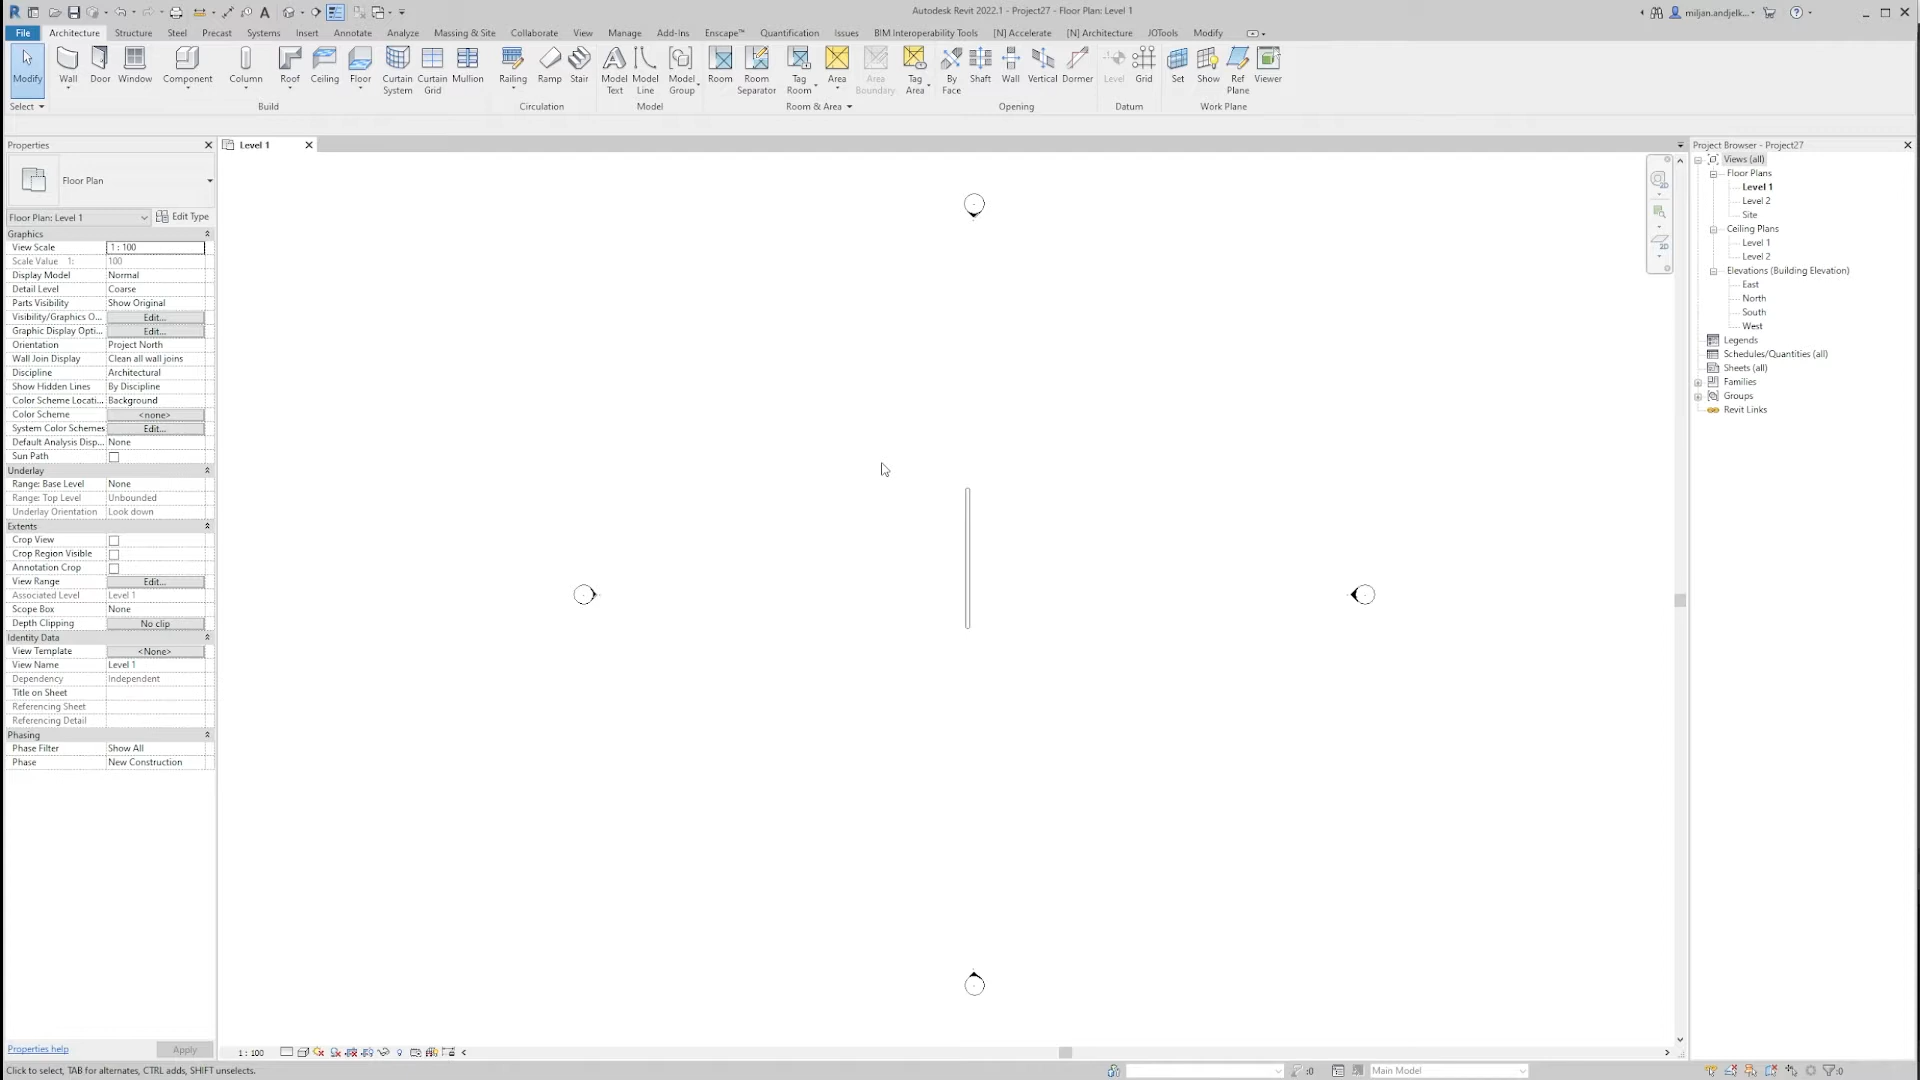 Autodesk Revit 2022.1 - Project27 - Floor Plan: Level 1
miljan.andjelk...
File Architecture Structure Steel Precast Systems Insert Annotate Analyze Massing & Site Collaborate View Manage Add-Ins Enscape™ Quantification Issues BIM Interoperability Tools [N] Accelerate [N] Architecture JOTools Modify
Modify Wall Door Window Component Column Roof Ceiling Floor Curtain System Curtain Grid Mullion Railing Ramp Stair Model Text Model Line Model Group Room Room Separator Tag Room Area Area Boundary Tag Area By Face Shaft Wall Vertical Dormer Level Grid Set Show Ref Plane Viewer
Select Build Circulation Model Room & Area Opening Datum Work Plane
Properties
Floor Plan
Floor Plan: Level 1 Edit Type
Graphics
View Scale 1 : 100
Scale Value 1: 100
Display Model Normal
Detail Level Coarse
Parts Visibility Show Original
Visibility/Graphics O... Edit...
Graphic Display Opti... Edit...
Orientation Project North
Wall Join Display Clean all wall joins
Discipline Architectural
Show Hidden Lines By Discipline
Color Scheme Locati... Background
Color Scheme <none>
System Color Schemes Edit...
Default Analysis Disp... None
Sun Path
Underlay
Range: Base Level None
Range: Top Level Unbounded
Underlay Orientation Look down
Extents
Crop View
Crop Region Visible
Annotation Crop
View Range Edit...
Associated Level Level 1
Scope Box None
Depth Clipping No clip
Identity Data
View Template <None>
View Name Level 1
Dependency Independent
Title on Sheet
Referencing Sheet
Referencing Detail
Phasing
Phase Filter Show All
Phase New Construction
Properties help Apply
Level 1
2D
2D
Project Browser - Project27
Views (all)
Floor Plans
Level 1
Level 2
Site
Ceiling Plans
Level 1
Level 2
Elevations (Building Elevation)
East
North
South
West
Legends
Schedules/Quantities (all)
Sheets (all)
Families
Groups
Revit Links
1 : 100
Click to select, TAB for alternates, CTRL adds, SHIFT unselects.
:0
Main Model
:0